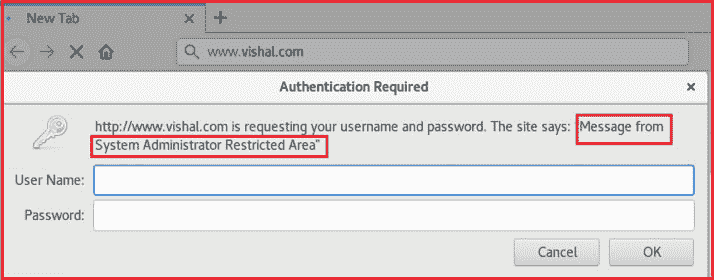 New Tab
www.vishal.com
Authentication Required
http://www.vishal.com is requesting your username and password. The site says: "Message from
System Administrator Restricted Area"
User Name:
Password:
Cancel
OK